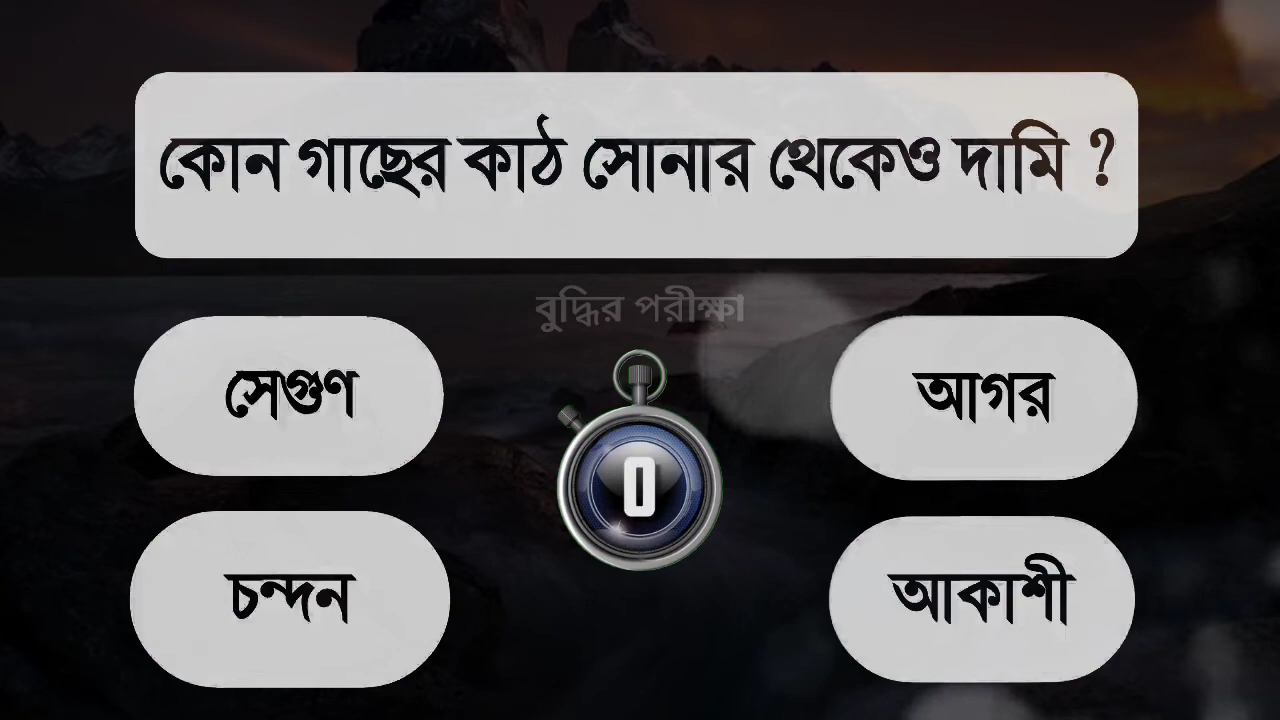 কোন গাছের কাঠ সোনার থেকেও দামি ?
বুদ্ধির পরীক্ষা
সেগুণ
আগর
0
চন্দন
আকাশী